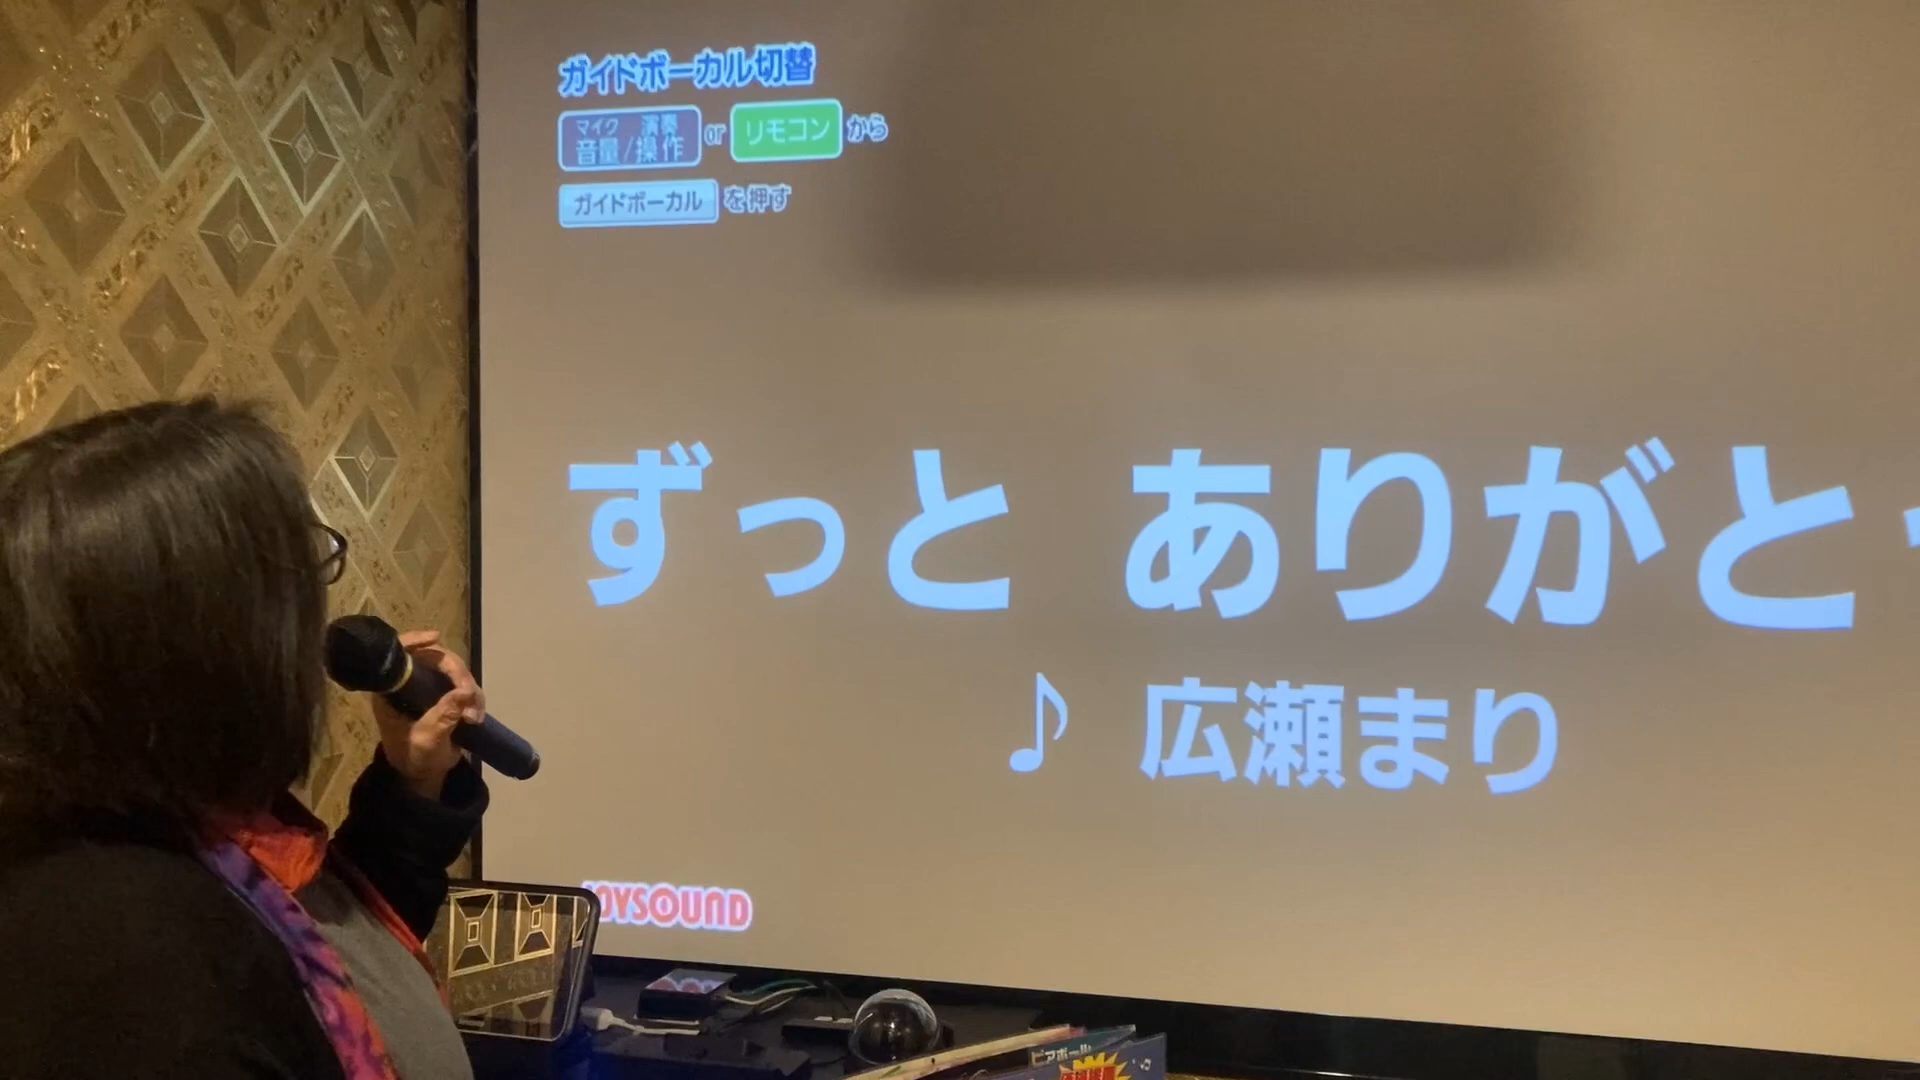 ガイドボーカル切替
マイク 演奏
音量/操作 or リモコン から
ガイドボーカル を押す
ずっと ありがと
♪ 広瀬まり
JOYSOUND